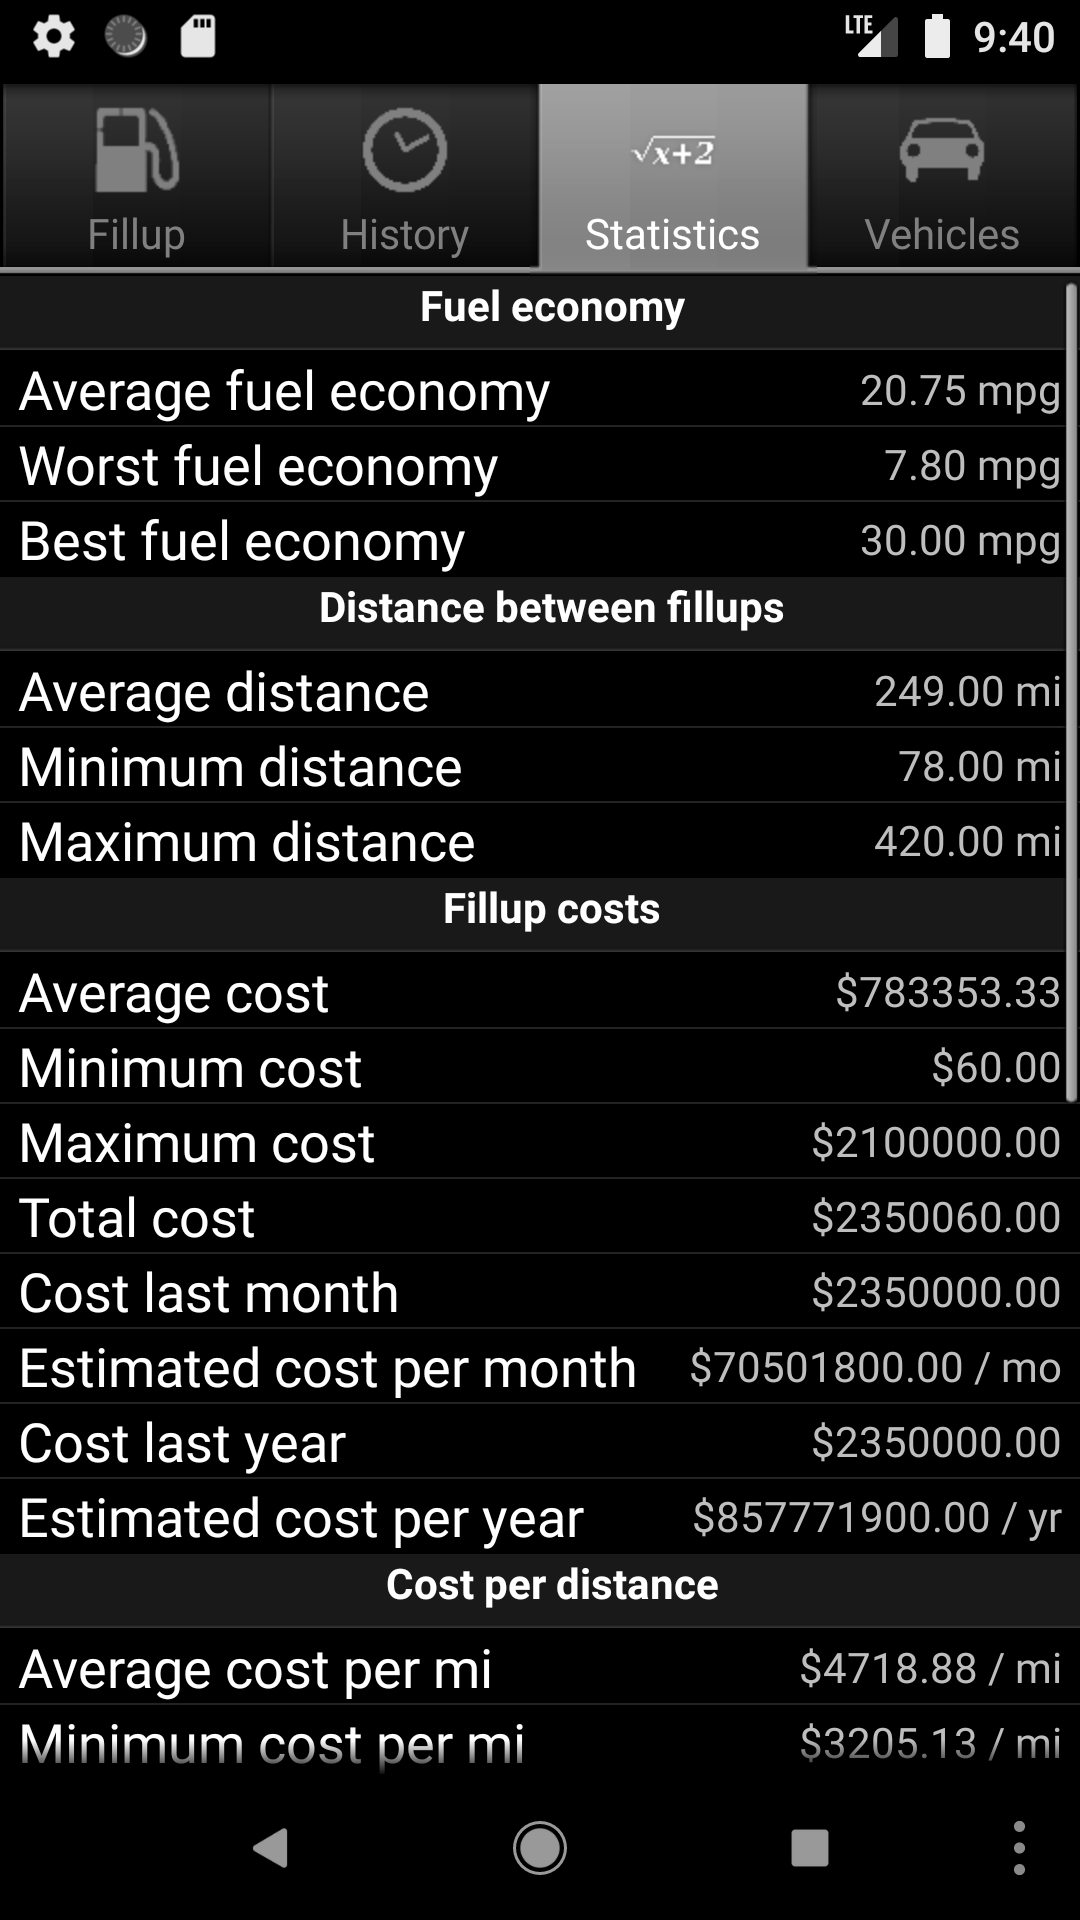 LTE 9:40
√x+2
Fillup History Statistics Vehicles
Fuel economy
Average fuel economy 20.75 mpg
Worst fuel economy 7.80 mpg
Best fuel economy 30.00 mpg
Distance between fillups
Average distance 249.00 mi
Minimum distance 78.00 mi
Maximum distance 420.00 mi
Fillup costs
Average cost $783353.33
Minimum cost $60.00
Maximum cost $2100000.00
Total cost $2350060.00
Cost last month $2350000.00
Estimated cost per month $70501800.00 / mo
Cost last year $2350000.00
Estimated cost per year $857771900.00 / yr
Cost per distance
Average cost per mi $4718.88 / mi
Minimum cost per mi $3205.13 / mi